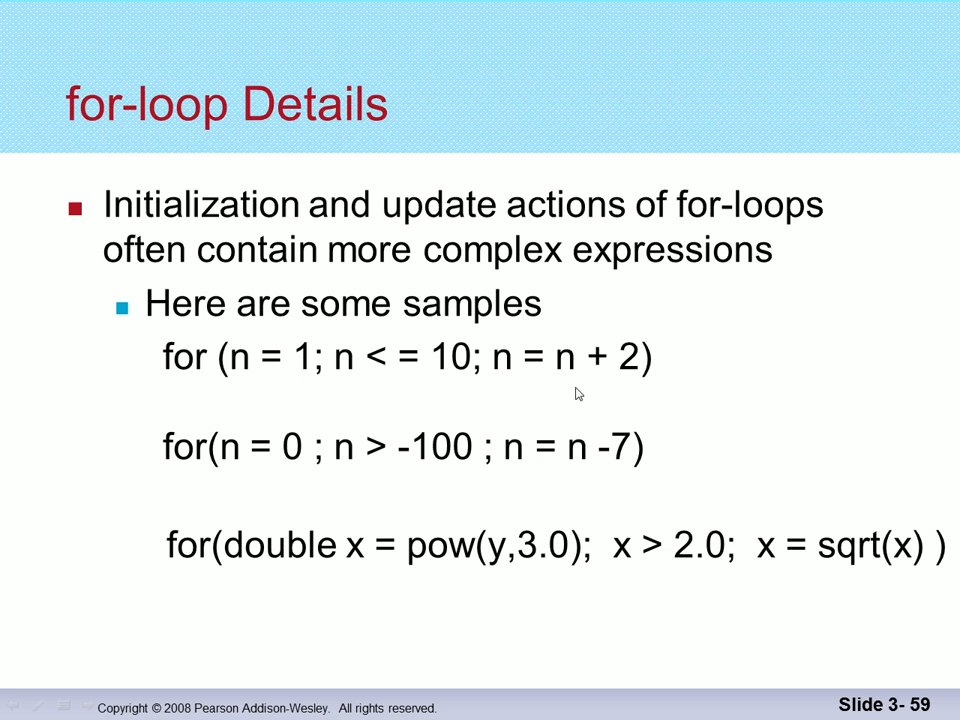 for-loop Details
Initialization and update actions of for-loops
often contain more complex expressions
Here are some samples
for (n = 1; n < = 10; n = n + 2)
for(n = 0 ; n > -100 ; n = n -7)
for(double x = pow(y,3.0); x > 2.0; x = sqrt(x) )
Copyright © 2008 Pearson Addison-Wesley. All rights reserved.
Slide 3- 59